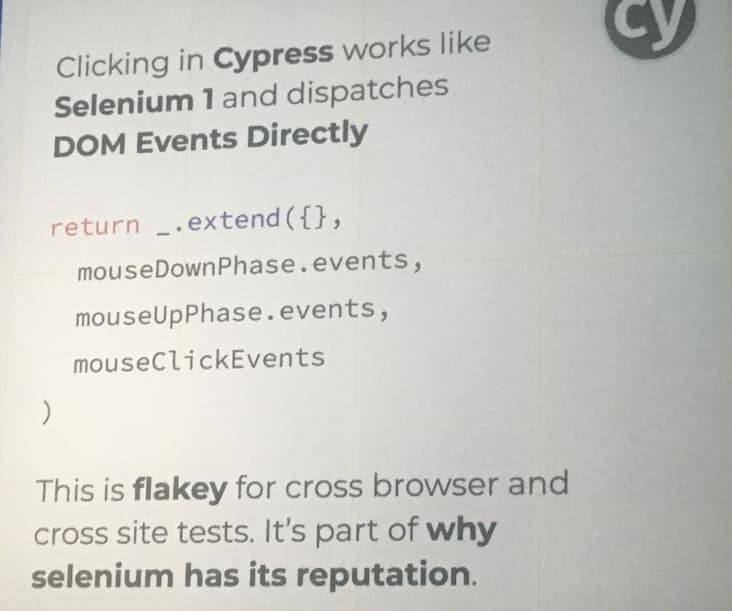 cy
Clicking in Cypress works like
Selenium 1 and dispatches
DOM Events Directly
return _.extend({},
mouseDownPhase.events,
mouseUpPhase.events,
mouseClickEvents
)
This is flakey for cross browser and
cross site tests. It's part of why
selenium has its reputation.